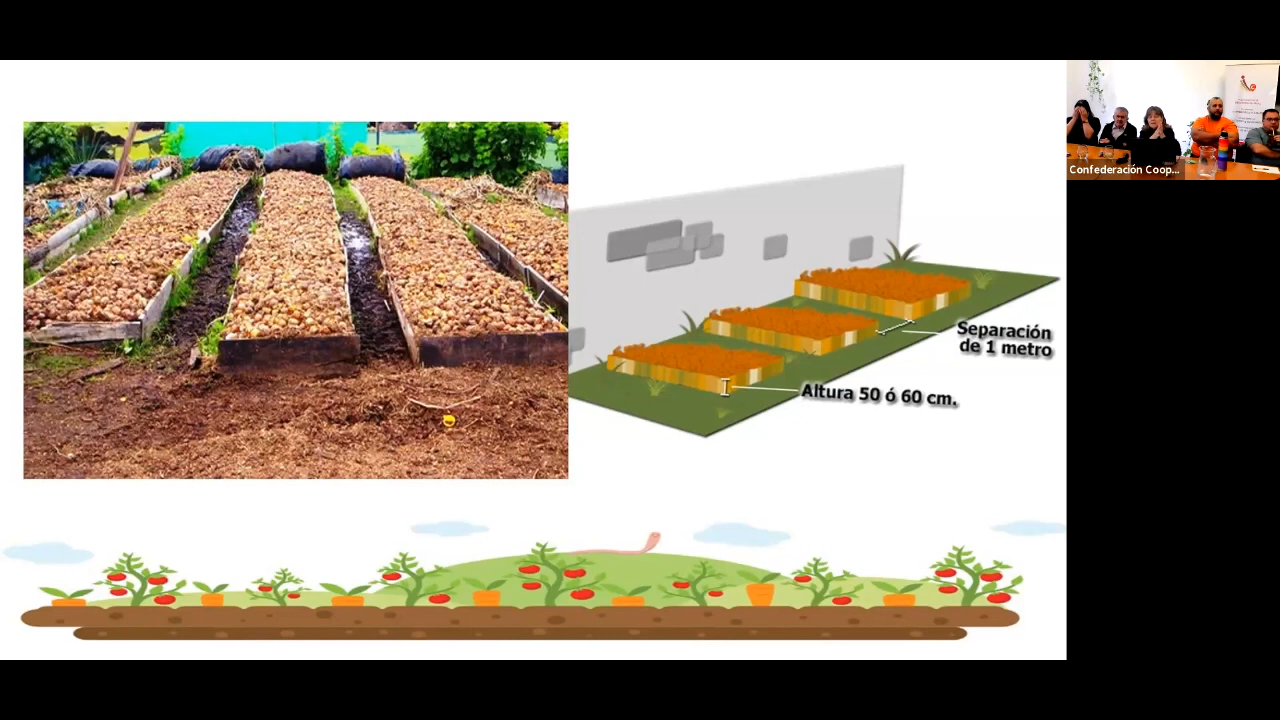 Confederación Coop...
Separación
de 1 metro
Altura 50 ó 60 cm.